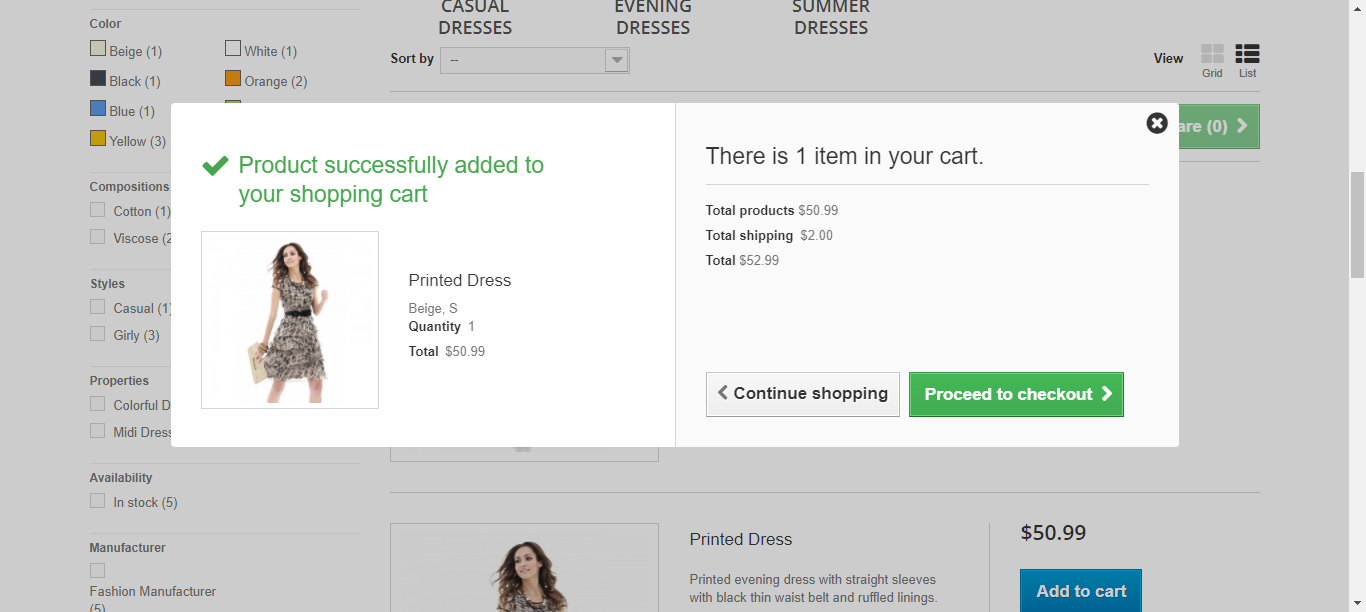 CASUAL
DRESSES
EVENING
DRESSES
SUMMER
DRESSES
Sort by --
View
Grid
List
Color
Beige (1)
White (1)
Black (1)
Orange (2)
Blue (1)
Yellow (3)
Compositions
Cotton (1)
Viscose (2
Styles
Casual (1)
Girly (3)
Properties
Colorful D
Midi Dress
Availability
In stock (5)
Manufacturer
Fashion Manufacturer
(5)
are (0)
Product successfully added to
your shopping cart
Printed Dress
Beige, S
Quantity 1
Total $50.99
There is 1 item in your cart.
Total products $50.99
Total shipping $2.00
Total $52.99
Continue shopping
Proceed to checkout
Printed Dress
Printed evening dress with straight sleeves
with black thin waist belt and ruffled linings.
$50.99
Add to cart